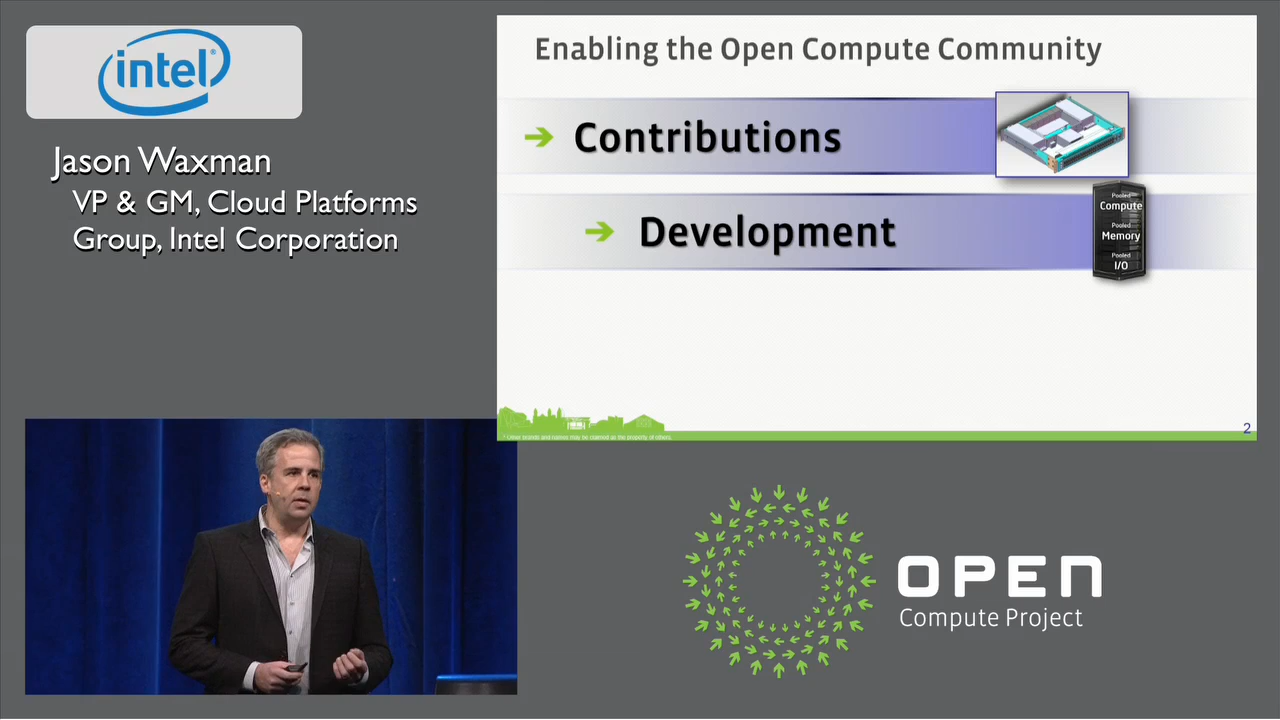 intel®
Jason Waxman
VP & GM, Cloud Platforms
Group, Intel Corporation
Enabling the Open Compute Community
Contributions
Development
Pooled
Compute
Pooled
Memory
Pooled
I/O
* Other brands and names may be claimed as the property of others.
2
OPEN
Compute Project